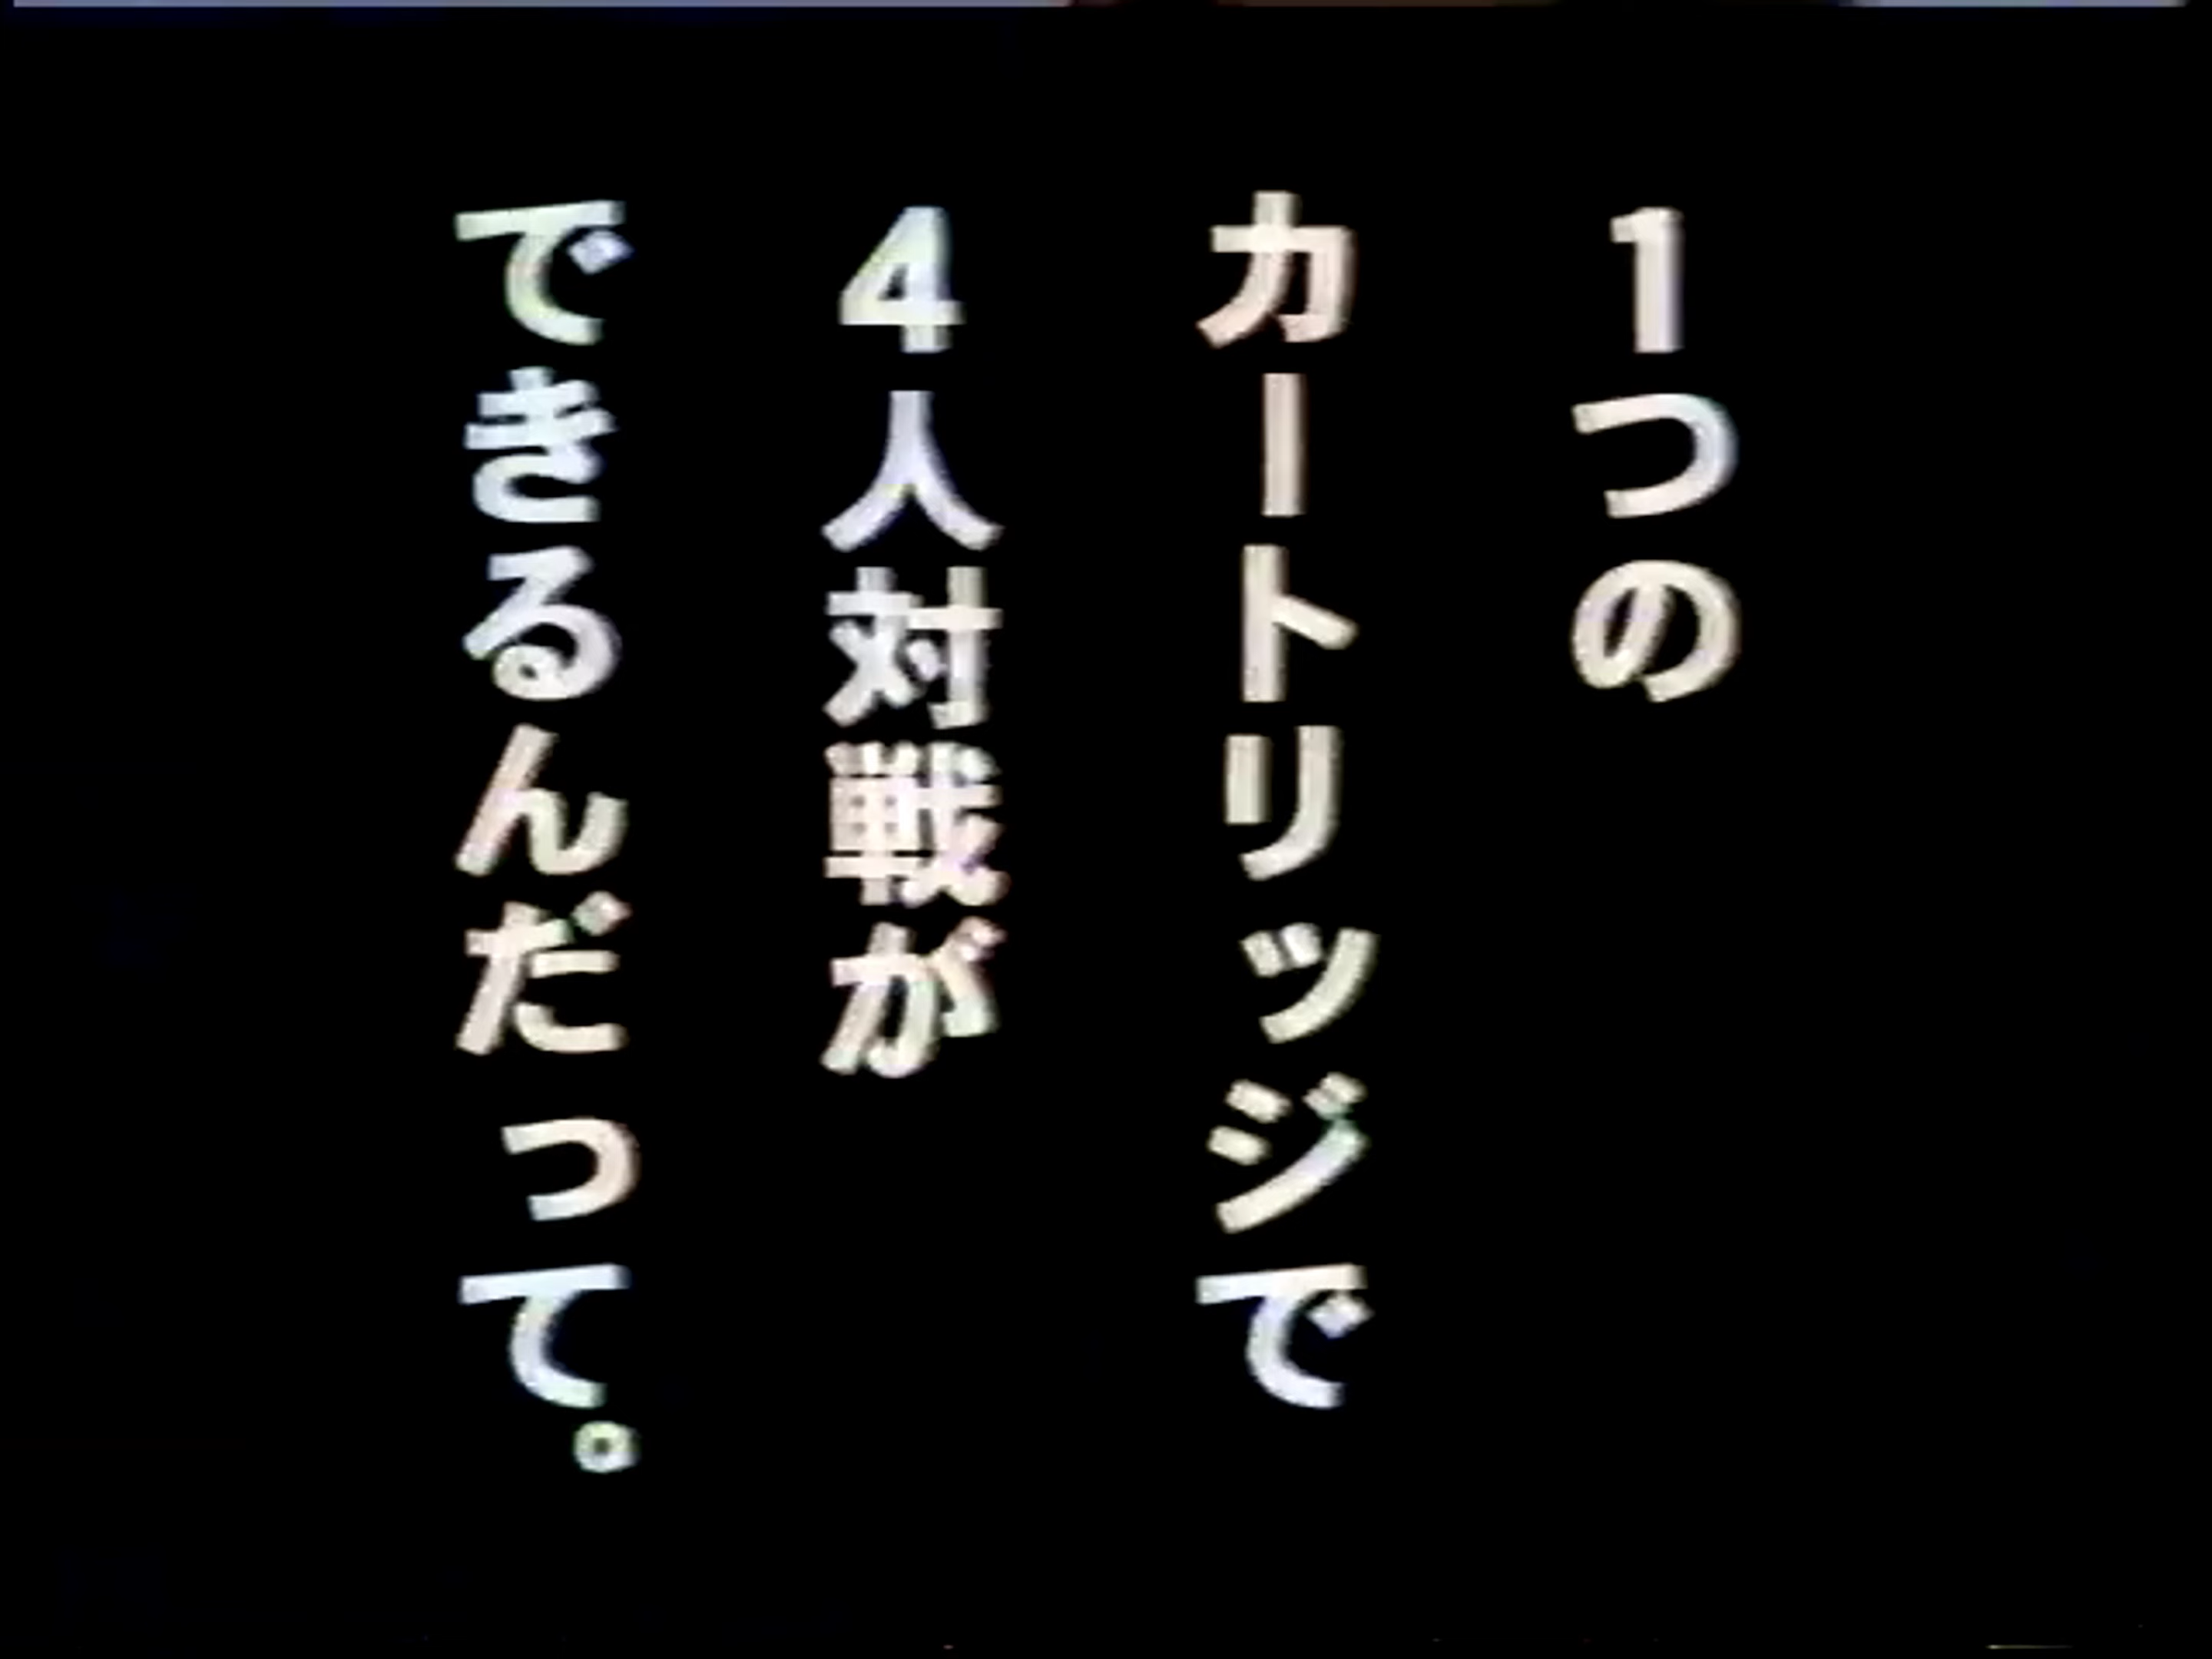 1つの
カートリッジで
4人対戦が
できるんだって。